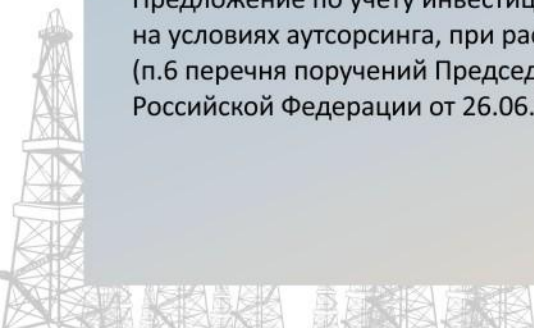 Предложение по учету инвестиц
на условиях аутсорсинга, при рас
(п.6 перечня поручений Председ
Российской Федерации от 26.06.